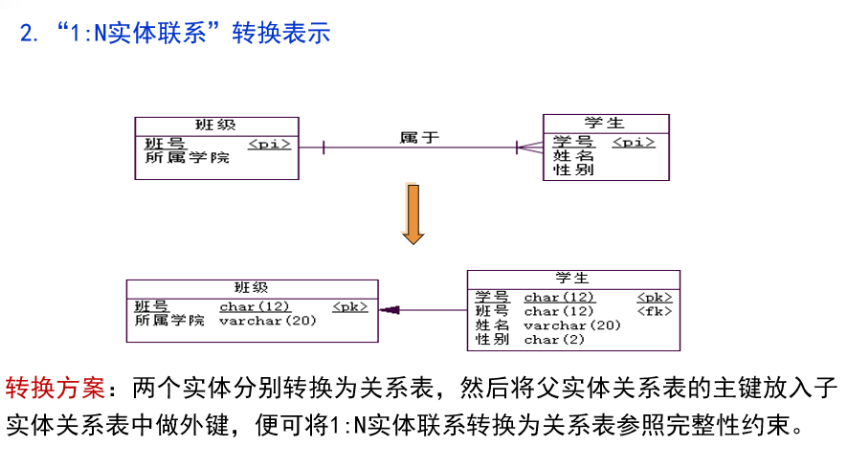 2.“1:N实体联系”转换表示
班级
班号 <pi>
所属学院
属于
学生
学号 <pi>
姓名
性别
班级
班号 char(12) <pk>
所属学院 varchar(20)
学生
学号 char(12) <pk>
班号 char(12) <fk>
姓名 varchar(20)
性别 char(2)
转换方案：两个实体分别转换为关系表，然后将父实体关系表的主键放入子
实体关系表中做外键，便可将1:N实体联系转换为关系表参照完整性约束。